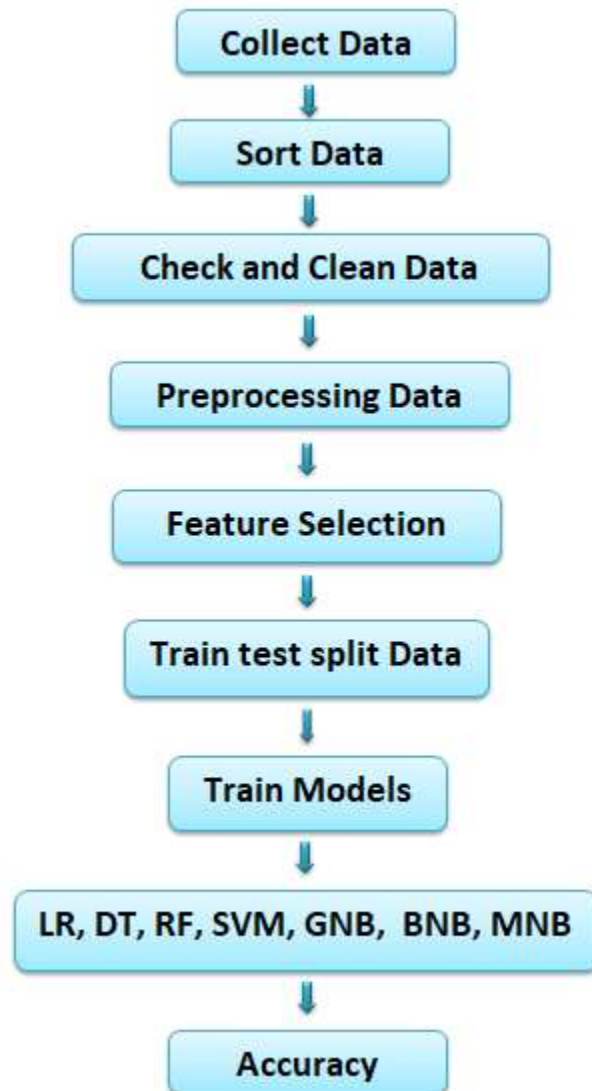 Collect Data
Sort Data
Check and Clean Data
Preprocessing Data
Feature Selection
Train test split Data
Train Models
LR, DT, RF, SVM, GNB, BNB, MNB
Accuracy